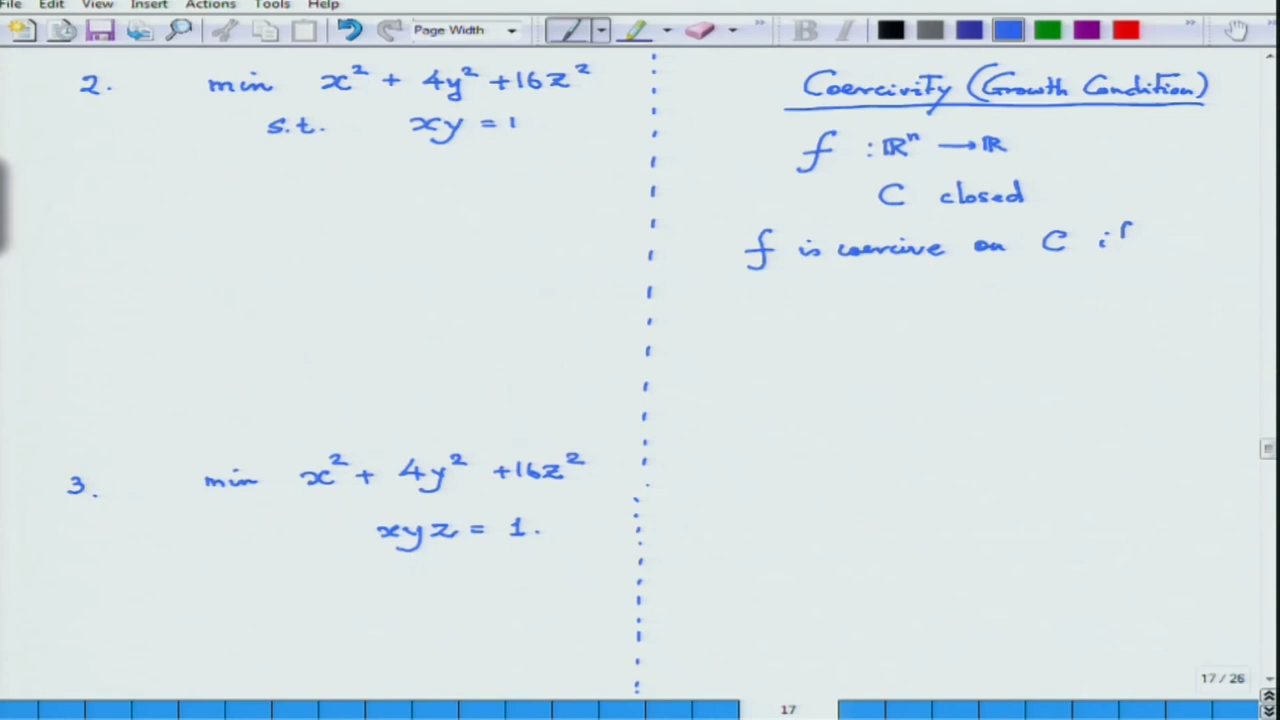 File Edit View Insert Actions Tools Help
Page Width
2. min x² + 4y² + 16z²
s.t. xy = 1
3. min x² + 4y² + 16z²
xyz = 1.
Coercivity (Growth Condition)
f : ℝⁿ → ℝ
C closed
f is coercive on C if
17 / 26
17